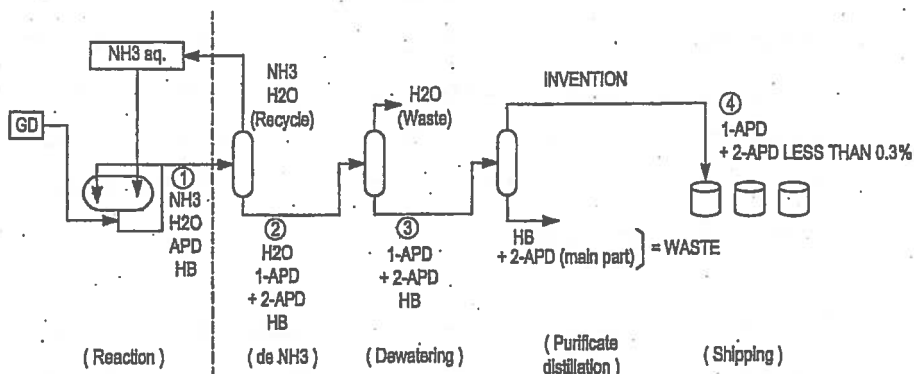 NH3 aq.
GD
①
NH3
H2O
APD
HB
NH3
H2O
(Recycle)
②
H2O
1-APD
+ 2-APD
HB
H2O
(Waste)
③
1-APD
+ 2-APD
HB
INVENTION
HB
+ 2-APD (main part)
= WASTE
④
1-APD
+ 2-APD LESS THAN 0.3%
( Reaction )
( de NH3 )
( Dewatering )
( Purificate
distillation )
( Shipping )